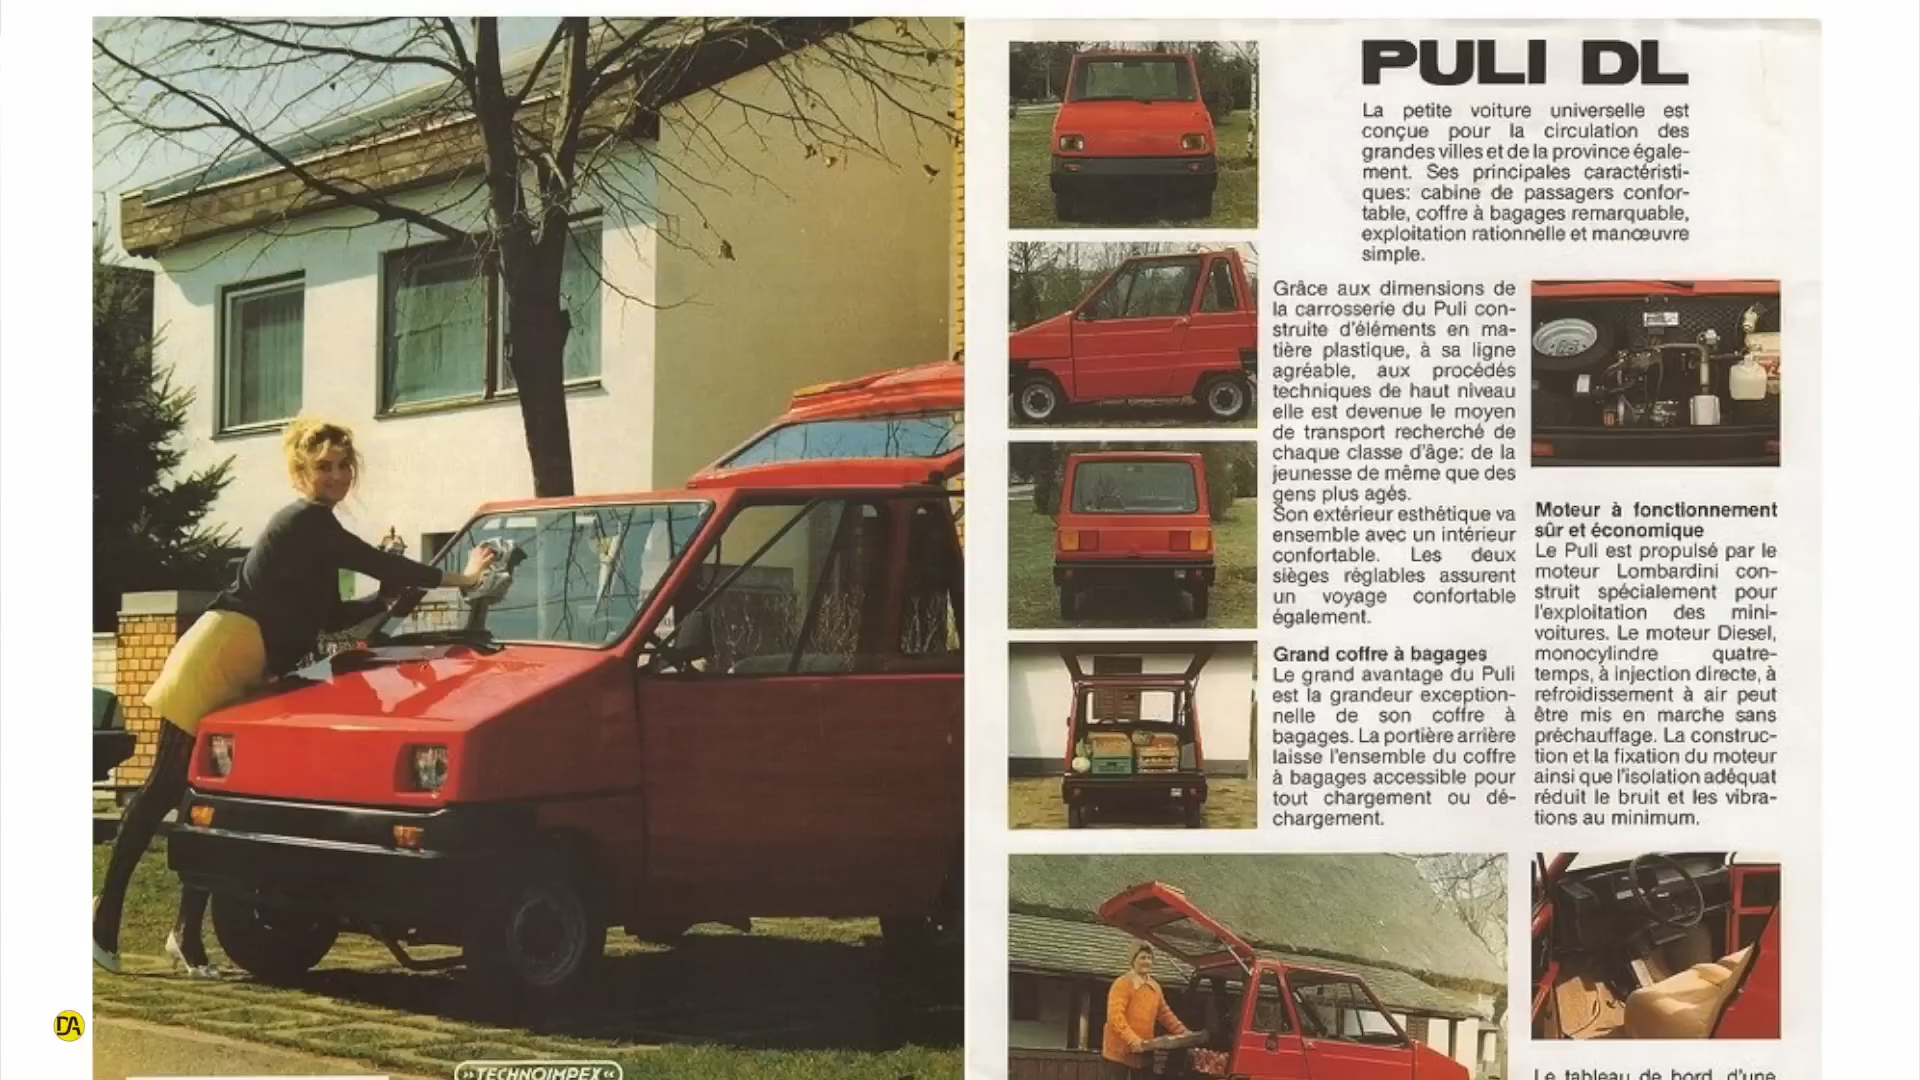 PULI DL
La petite voiture universelle est
conçue pour la circulation des
grandes villes et de la province égale-
ment. Ses principales caractéristi-
ques: cabine de passagers confor-
table, coffre à bagages remarquable,
exploitation rationnelle et manœuvre
simple.
Grâce aux dimensions de
la carrosserie du Puli con-
struite d'éléments en ma-
tière plastique, à sa ligne
agréable, aux procédés
techniques de haut niveau
elle est devenue le moyen
de transport recherché de
chaque classe d'âge: de la
jeunesse de même que des
gens plus agés.
Son extérieur esthétique va
ensemble avec un intérieur
confortable. Les deux
sièges réglables assurent
un voyage confortable
également.
Grand coffre à bagages
Le grand avantage du Puli
est la grandeur exception-
nelle de son coffre à
bagages. La portière arrière
laisse l'ensemble du coffre
à bagages accessible pour
tout chargement ou dé-
chargement.
Moteur à fonctionnement
sûr et économique
Le Puli est propulsé par le
moteur Lombardini con-
struit spécialement pour
l'exploitation des mini-
voitures. Le moteur Diesel,
monocylindre quatre-
temps, à injection directe, à
refroidissement à air peut
être mis en marche sans
préchauffage. La construc-
tion et la fixation du moteur
ainsi que l'isolation adéquat
réduit le bruit et les vibra-
tions au minimum.
Le tableau de bord, d'une
»TECHNOIMPEX«
DA